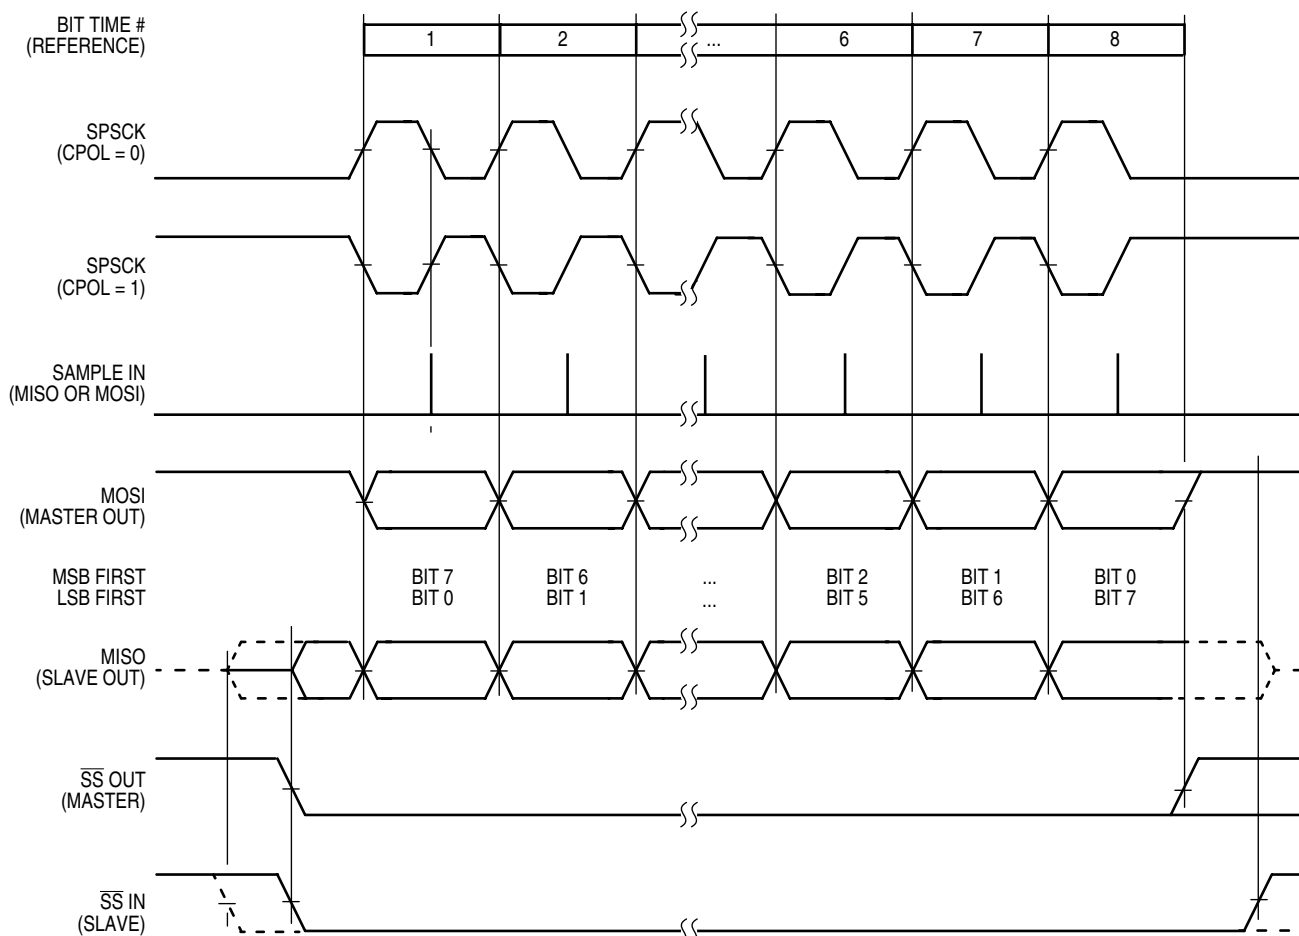 BIT TIME #
(REFERENCE)
1 2 ... 6 7 8
SPSCK
(CPOL = 0)
SPSCK
(CPOL = 1)
SAMPLE IN
(MISO OR MOSI)
MOSI
(MASTER OUT)
MSB FIRST BIT 7 BIT 6 ... BIT 2 BIT 1 BIT 0
LSB FIRST BIT 0 BIT 1 ... BIT 5 BIT 6 BIT 7
MISO
(SLAVE OUT)
S̅S̅ OUT
(MASTER)
S̅S̅ IN
(SLAVE)